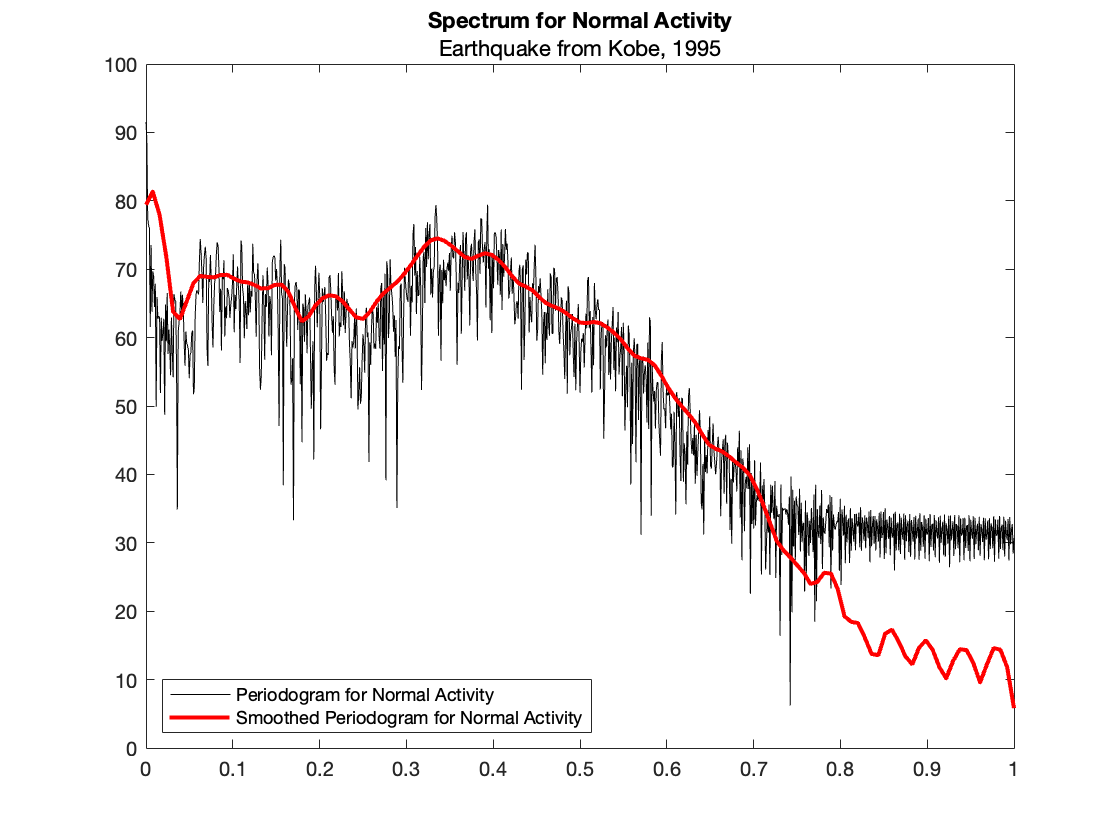 Spectrum for Normal Activity
Earthquake from Kobe, 1995
100
90
80
70
60
50
40
30
20
10
0
Periodogram for Normal Activity
Smoothed Periodogram for Normal Activity
0 0.1 0.2 0.3 0.4 0.5 0.6 0.7 0.8 0.9 1